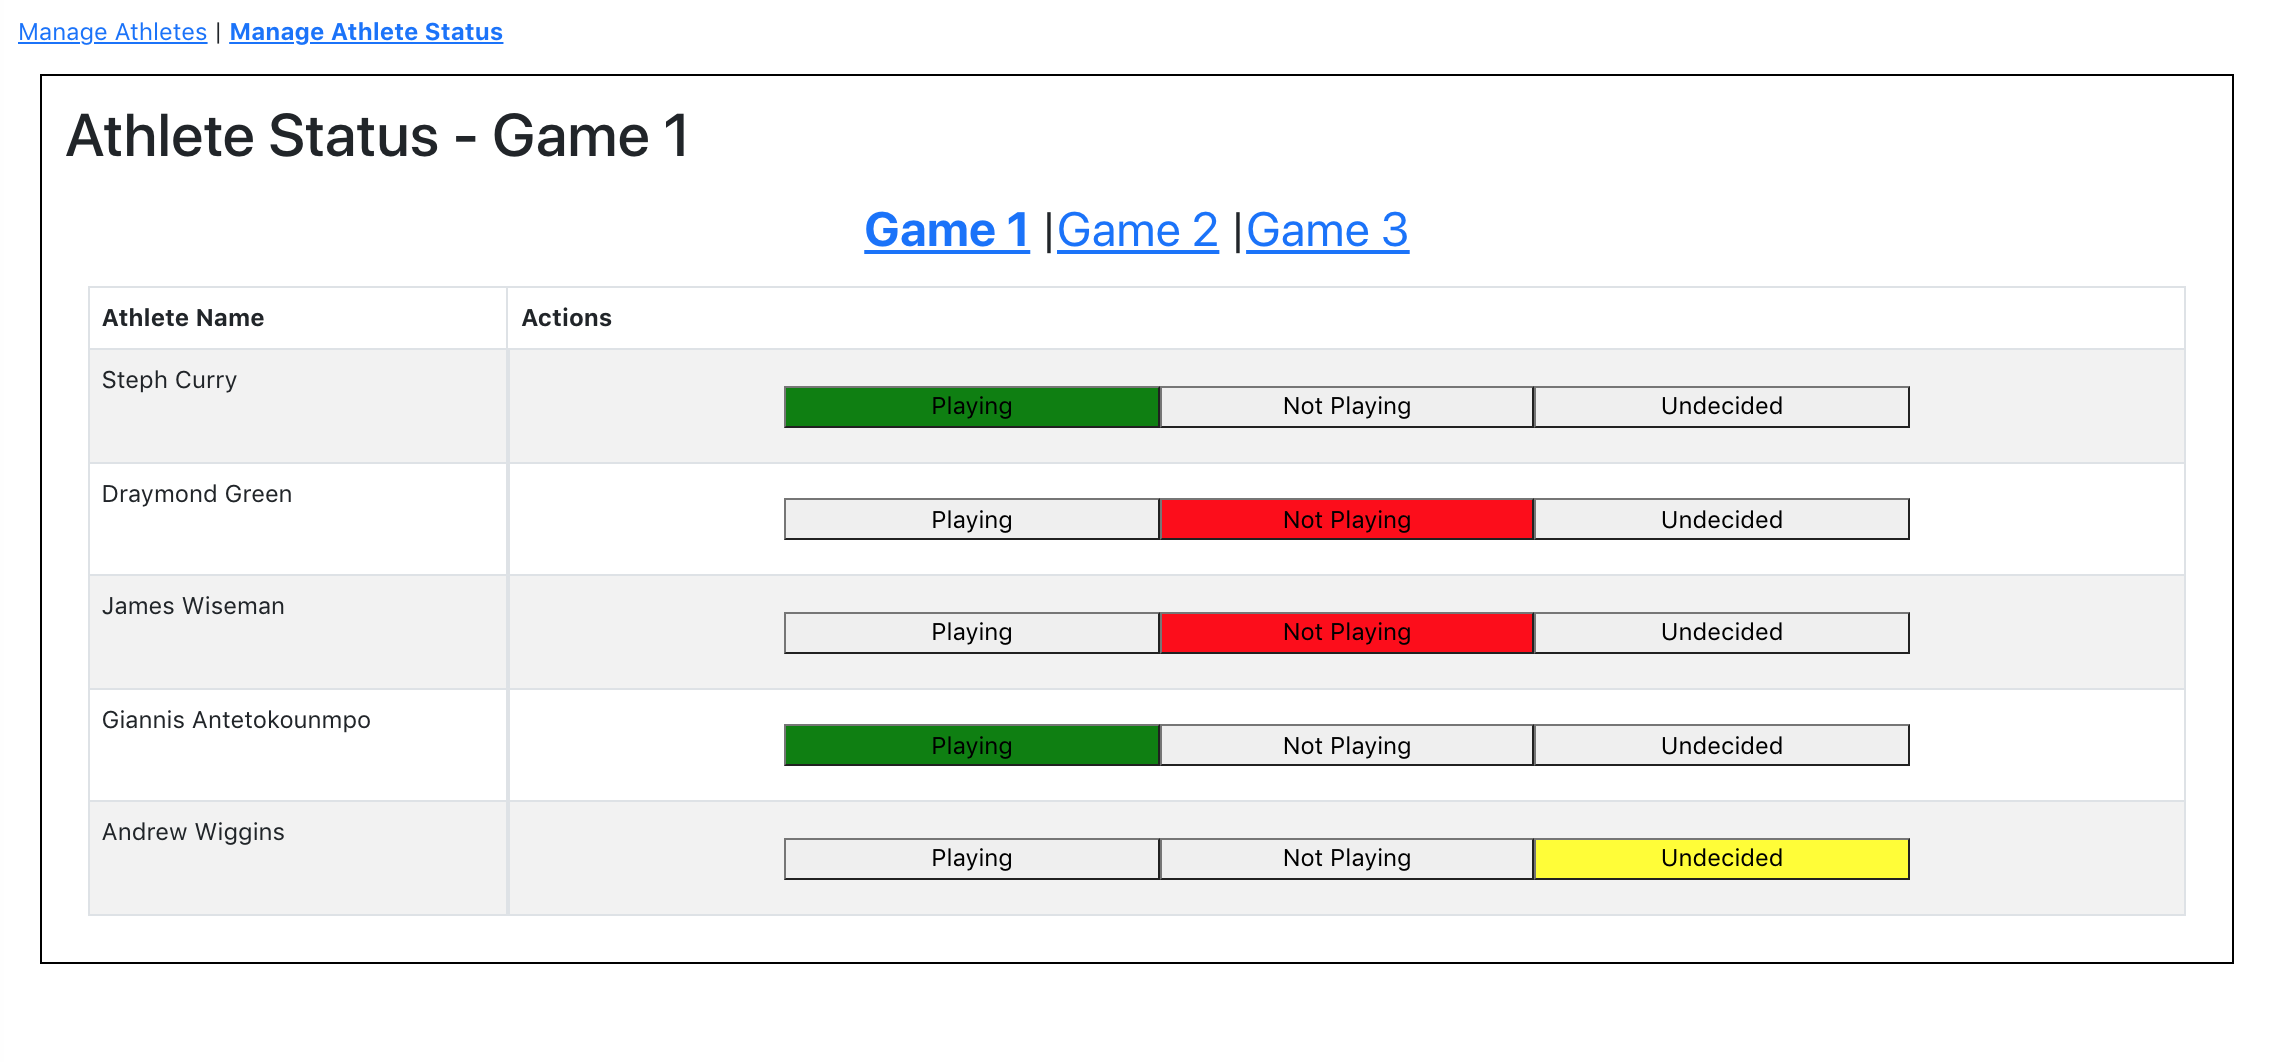 Manage Athletes | Manage Athlete Status
Athlete Status - Game 1
Game 1 |Game 2 |Game 3
Athlete Name Actions
Steph Curry
Playing Not Playing Undecided
Draymond Green
Playing Not Playing Undecided
James Wiseman
Playing Not Playing Undecided
Giannis Antetokounmpo
Playing Not Playing Undecided
Andrew Wiggins
Playing Not Playing Undecided